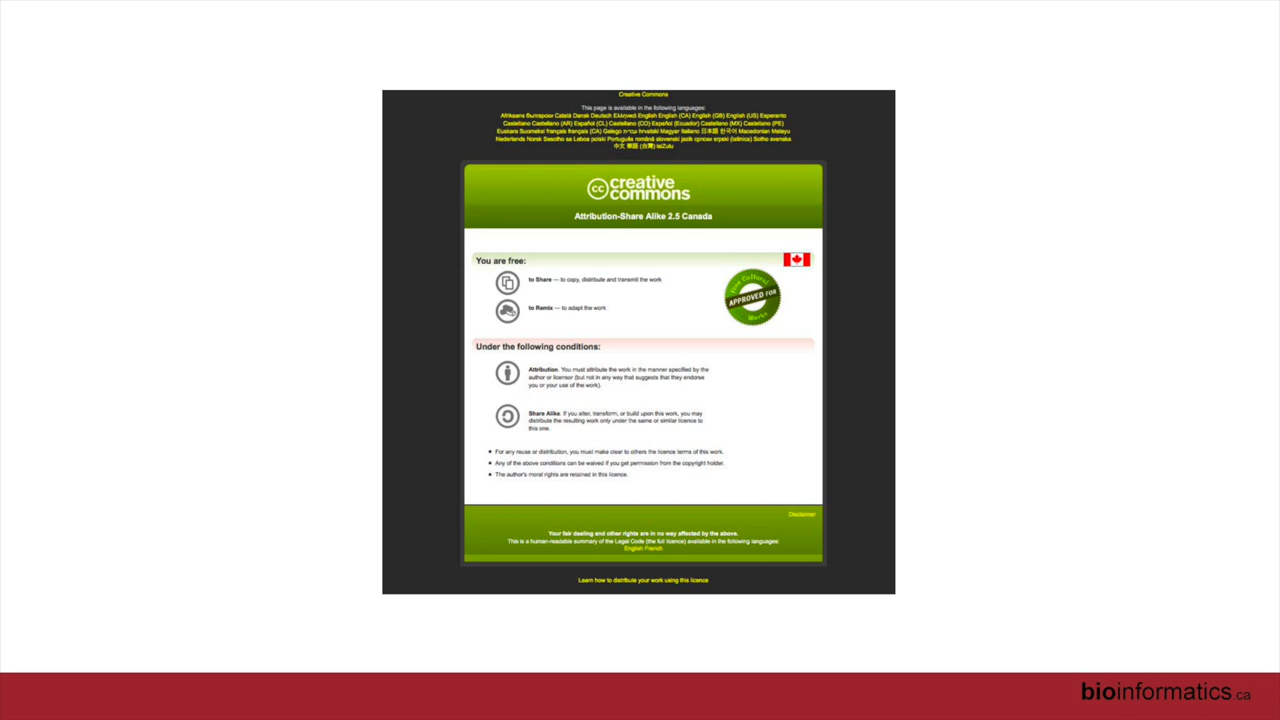 Creative Commons
This page is available in the following languages:
Afrikaans български Català Dansk Deutsch Ελληνικά English English (CA) English (GB) English (US) Esperanto
Castellano Castellano (AR) Español (CL) Castellano (CO) Español (Ecuador) Castellano (MX) Castellano (PE)
Euskara Suomeksi français français (CA) Galego עברית hrvatski Magyar Italiano 日本語 한국어 Macedonian Melayu
Nederlands Norsk Sesotho sa Leboa polski Português română slovenski jezik српски srpski (latinica) Sotho svenska
中文 華語 (台灣) isiZulu
cc creative
commons
Attribution-Share Alike 2.5 Canada
You are free:
to Share — to copy, distribute and transmit the work
to Remix — to adapt the work
Free Cultural
APPROVED FOR
Works
Under the following conditions:
Attribution. You must attribute the work in the manner specified by the
author or licensor (but not in any way that suggests that they endorse
you or your use of the work).
Share Alike. If you alter, transform, or build upon this work, you may
distribute the resulting work only under the same or similar licence to
this one.
For any reuse or distribution, you must make clear to others the licence terms of this work.
Any of the above conditions can be waived if you get permission from the copyright holder.
The author's moral rights are retained in this licence.
Disclaimer
Your fair dealing and other rights are in no way affected by the above.
This is a human-readable summary of the Legal Code (the full licence) available in the following languages:
English French
Learn how to distribute your work using this licence
bioinformatics.ca